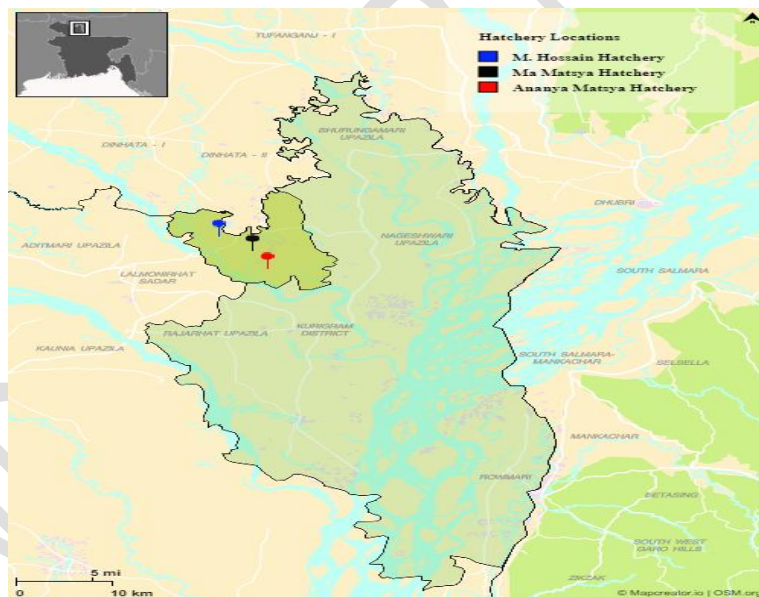 Hatchery Locations
M. Hossain Hatchery
Ma Matsya Hatchery
Ananya Matsya Hatchery
TUFANGANJ - I
DINHATA - I
DINHATA - II
BHURUNGAMARI
UPAZILA
DHUBRI
NAGESHWARI
UPAZILA
ADITMARI UPAZILA
LALMONIRHAT
SADAR
SOUTH SALMARA
RAJARHAT UPAZILA
KURIGRAM
DISTRICT
KAUNIA UPAZILA
SOUTH SALMARA-
MANKACHAR
SELBELLA
MANKACHAR
ROWMARI
BETASING
SOUTH WEST
GARO HILLS
ZIKZAK
5 mi
0 10 km
© Mapcreator.io | OSM.org